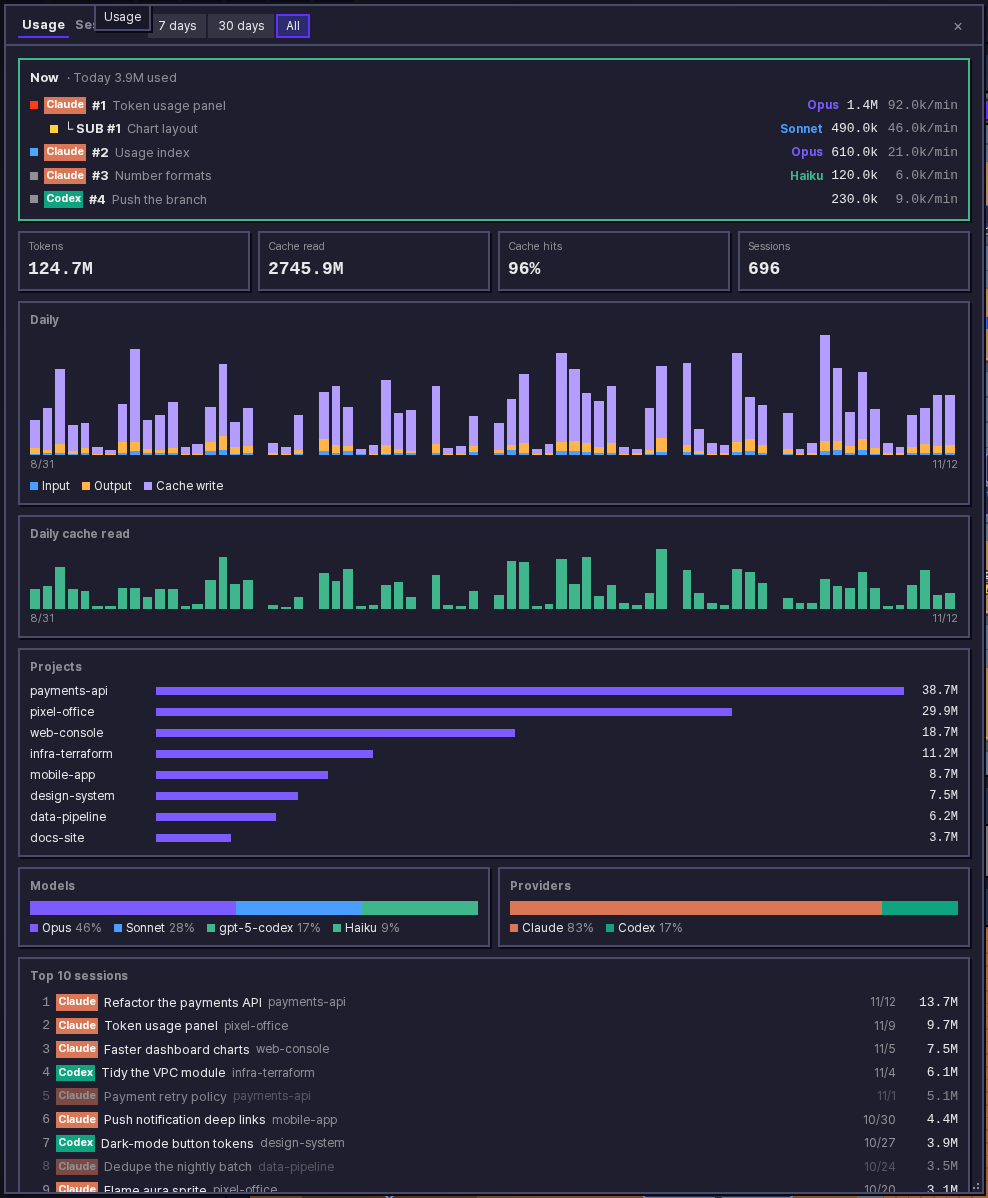 Usage Ses Usage 7 days 30 days All ×
Now · Today 3.9M used
Claude #1 Token usage panel Opus 1.4M 92.0k/min
└ SUB #1 Chart layout Sonnet 490.0k 46.0k/min
Claude #2 Usage index Opus 610.0k 21.0k/min
Claude #3 Number formats Haiku 120.0k 6.0k/min
Codex #4 Push the branch 230.0k 9.0k/min
Tokens Cache read Cache hits Sessions
124.7M 2745.9M 96% 696
Daily
8/31 11/12
Input Output Cache write
Daily cache read
8/31 11/12
Projects
payments-api 38.7M
pixel-office 29.9M
web-console 18.7M
infra-terraform 11.2M
mobile-app 8.7M
design-system 7.5M
data-pipeline 6.2M
docs-site 3.7M
Models Providers
Opus 46% Sonnet 28% gpt-5-codex 17% Haiku 9% Claude 83% Codex 17%
Top 10 sessions
1 Claude Refactor the payments API payments-api 11/12 13.7M
2 Claude Token usage panel pixel-office 11/9 9.7M
3 Claude Faster dashboard charts web-console 11/5 7.5M
4 Codex Tidy the VPC module infra-terraform 11/4 6.1M
5 Claude Payment retry policy payments-api 11/1 5.1M
6 Claude Push notification deep links mobile-app 10/30 4.4M
7 Codex Dark-mode button tokens design-system 10/27 3.9M
8 Claude Dedupe the nightly batch data-pipeline 10/24 3.5M
9 Claude Flame aura sprite pixel-office 10/20 3.1M